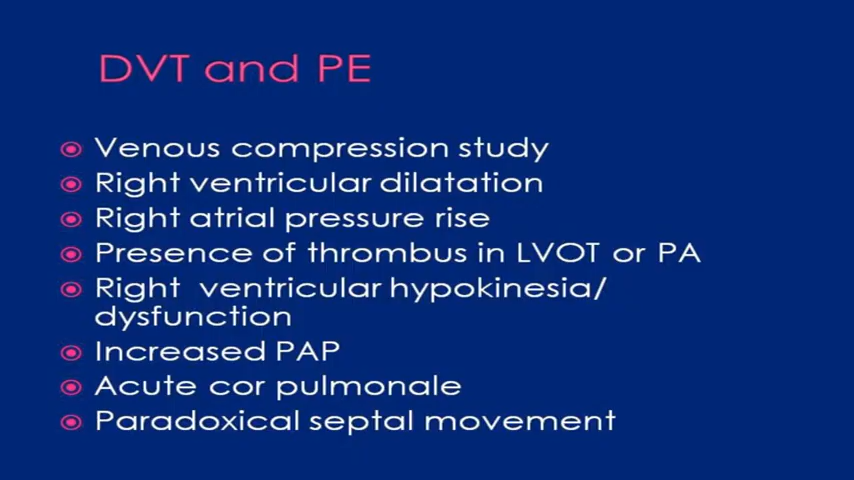 DVT and PE
Venous compression study
Right ventricular dilatation
Right atrial pressure rise
Presence of thrombus in LVOT or PA
Right ventricular hypokinesia/
dysfunction
Increased PAP
Acute cor pulmonale
Paradoxical septal movement